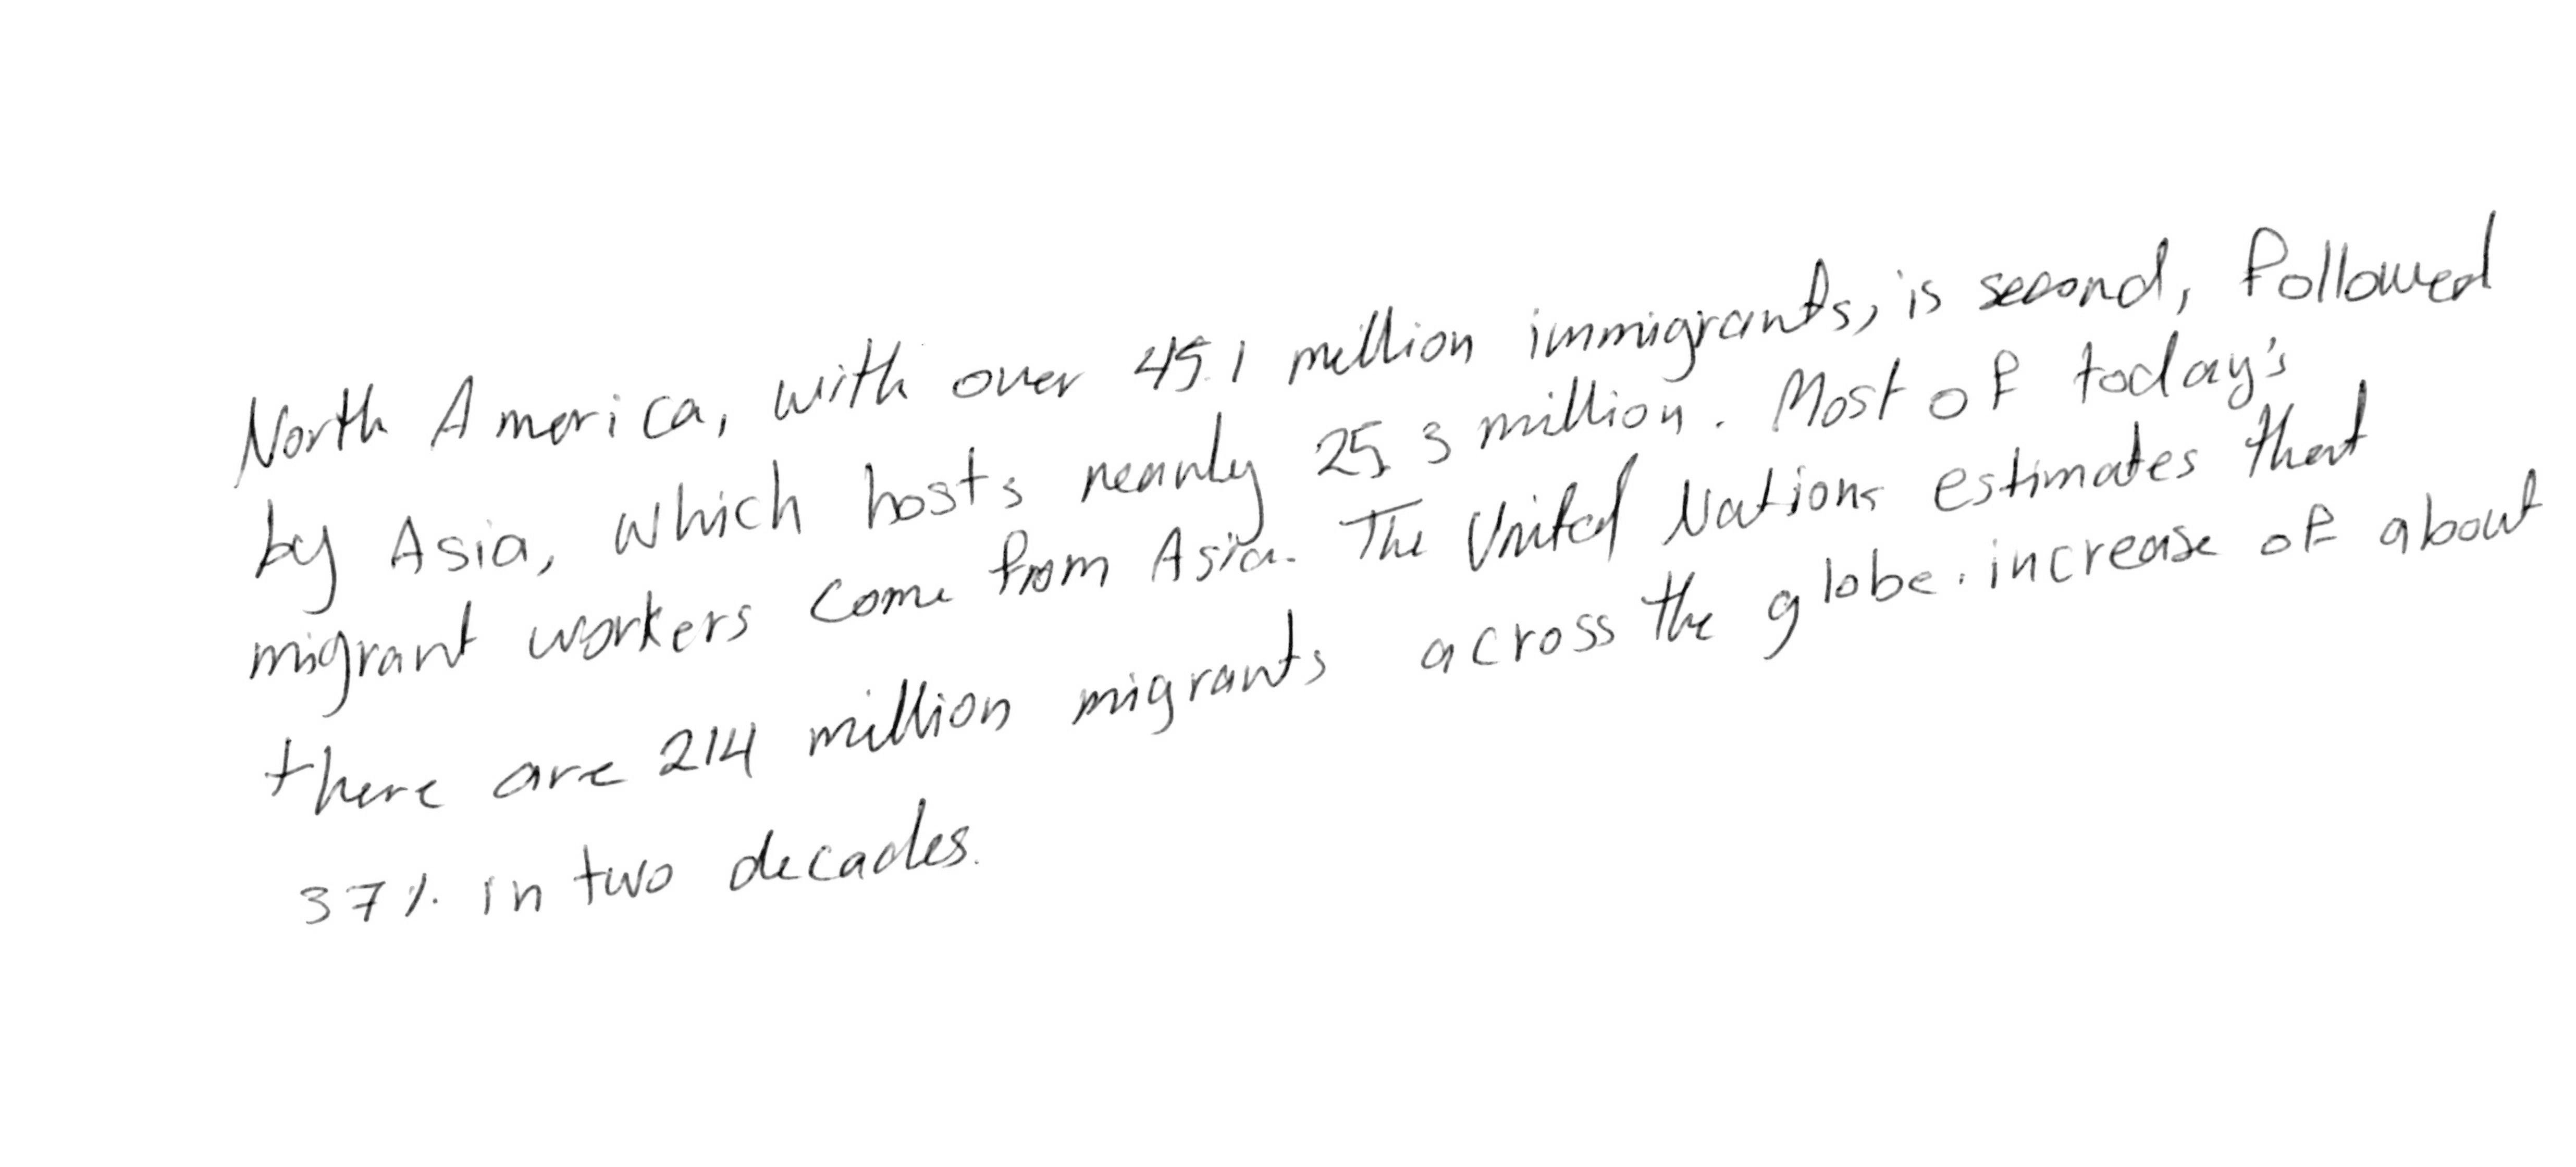 North America, with over 45.1 million immigrants, is second, followed
by Asia, which hosts nearly 25.3 million. Most of today's
migrant workers come from Asia. The United Nations estimates that
there are 214 million migrants across the globe. increase of about
37% in two decades.